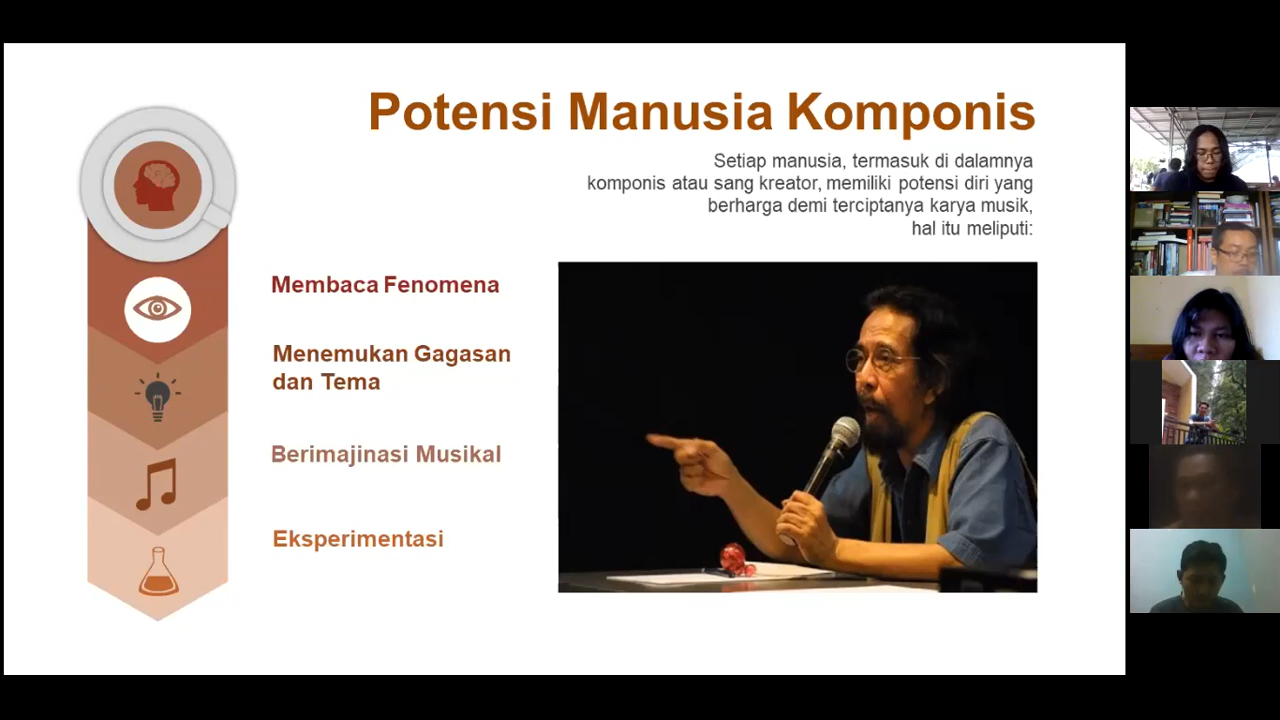 Potensi Manusia Komponis
Setiap manusia, termasuk di dalamnya
komponis atau sang kreator, memiliki potensi diri yang
berharga demi terciptanya karya musik,
hal itu meliputi:
Membaca Fenomena
Menemukan Gagasan
dan Tema
Berimajinasi Musikal
Eksperimentasi